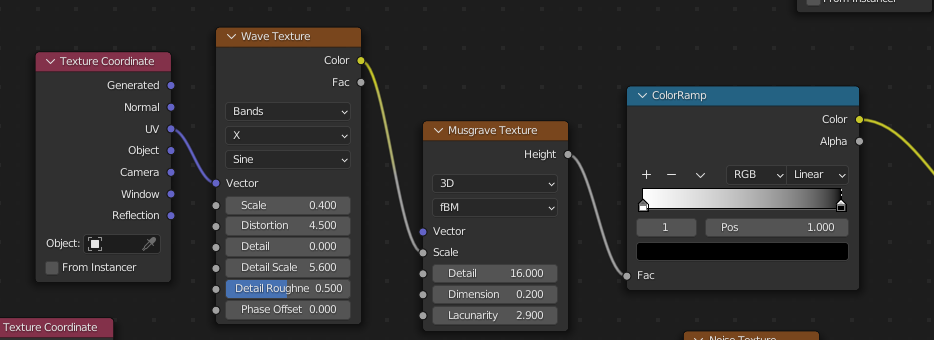 From Instancer
Texture Coordinate
Generated
Normal
UV
Object
Camera
Window
Reflection
Object:
From Instancer
Wave Texture
Color
Fac
Bands
X
Sine
Vector
Scale 0.400
Distortion 4.500
Detail 0.000
Detail Scale 5.600
Detail Roughne 0.500
Phase Offset 0.000
Musgrave Texture
Height
3D
fBM
Vector
Scale
Detail 16.000
Dimension 0.200
Lacunarity 2.900
ColorRamp
Color
Alpha
+ − RGB Linear
1 Pos 1.000
Fac
Texture Coordinate
Noise Texture